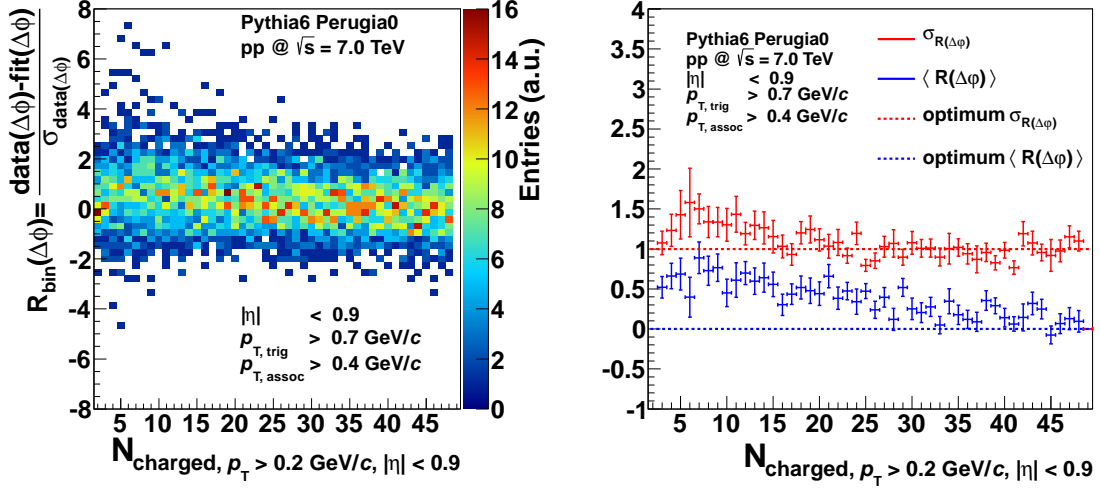 R_bin(Δφ)= data(Δφ)-fit(Δφ) / σ_data(Δφ)
8
6
4
2
0
-2
-4
-6
-8
Pythia6 Perugia0
pp @ √s = 7.0 TeV
|η| < 0.9
p_T, trig > 0.7 GeV/c
p_T, assoc > 0.4 GeV/c
5 10 15 20 25 30 35 40 45
N_charged, p_T > 0.2 GeV/c, |η| < 0.9
16
14
12
10
8
6
4
2
0
Entries (a.u.)
4
3.5
3
2.5
2
1.5
1
0.5
0
-0.5
-1
Pythia6 Perugia0
pp @ √s = 7.0 TeV
|η| < 0.9
p_T, trig > 0.7 GeV/c
p_T, assoc > 0.4 GeV/c
σ_R(Δφ)
⟨ R(Δφ) ⟩
optimum σ_R(Δφ)
optimum ⟨ R(Δφ) ⟩
5 10 15 20 25 30 35 40 45
N_charged, p_T > 0.2 GeV/c, |η| < 0.9